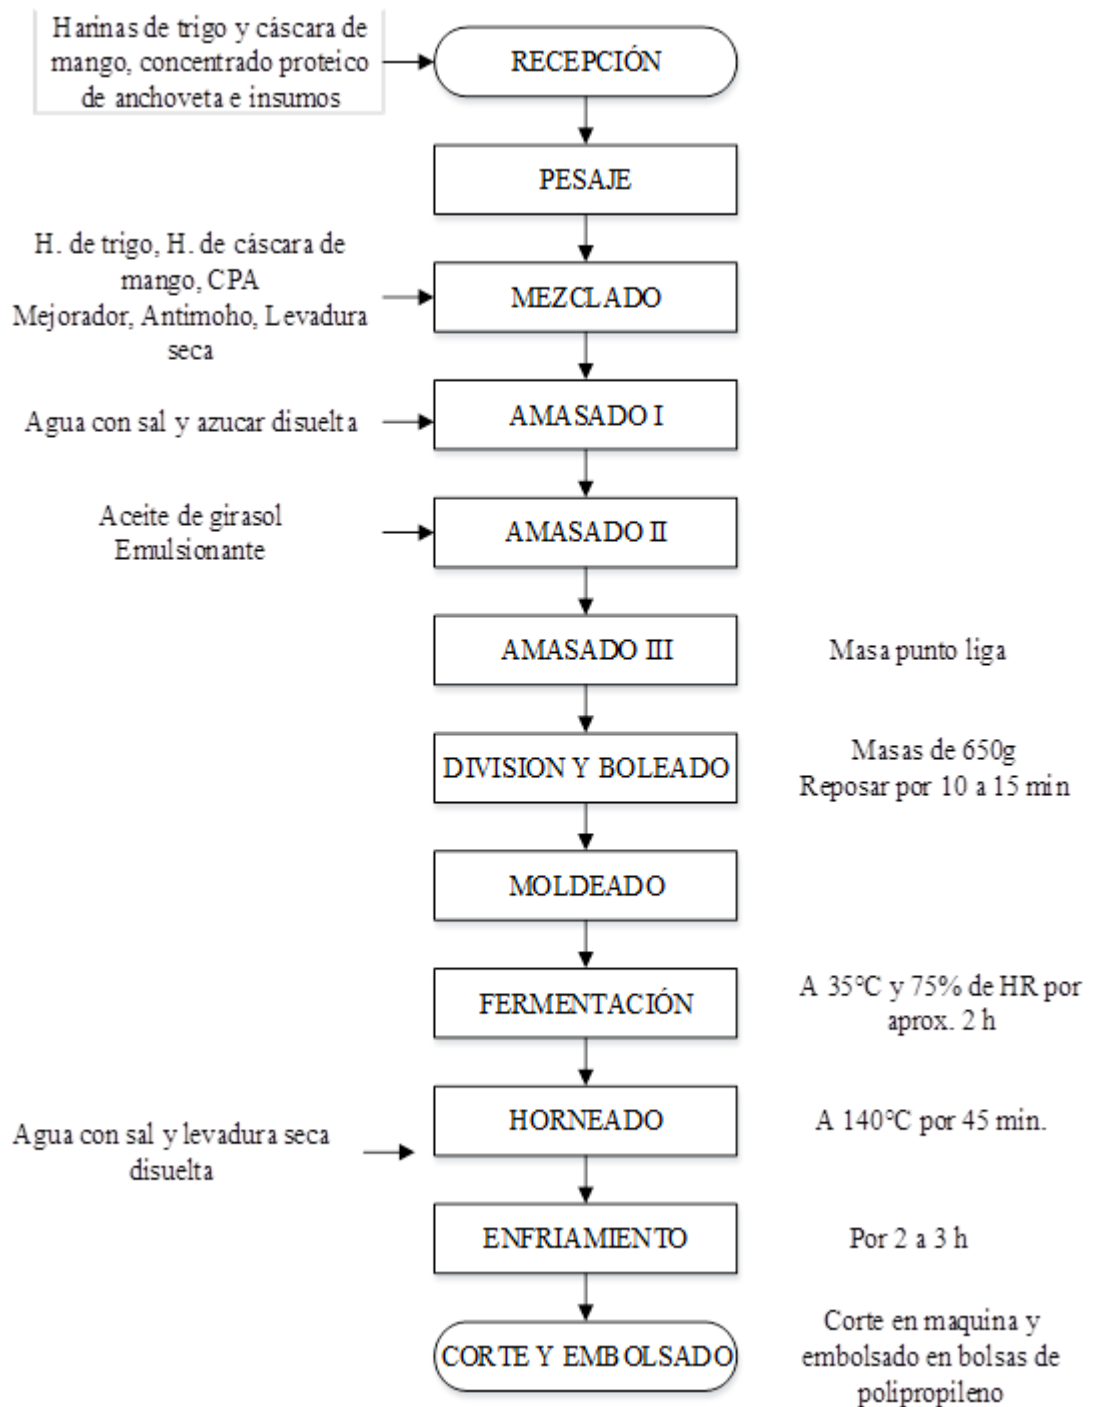 Harinas de trigo y cáscara de
mango, concentrado proteico
de anchoveta e insumos
RECEPCIÓN
PESAJE
H. de trigo, H. de cáscara de
mango, CPA
Mejorador, Antimoho, Levadura
seca
MEZCLADO
Agua con sal y azucar disuelta
AMASADO I
Aceite de girasol
Emulsionante
AMASADO II
AMASADO III
Masa punto liga
DIVISION Y BOLEADO
Masas de 650g
Reposar por 10 a 15 min
MOLDEADO
FERMENTACIÓN
A 35°C y 75% de HR por
aprox. 2 h
HORNEADO
A 140°C por 45 min.
Agua con sal y levadura seca
disuelta
ENFRIAMIENTO
Por 2 a 3 h
CORTE Y EMBOLSADO
Corte en maquina y
embolsado en bolsas de
polipropileno